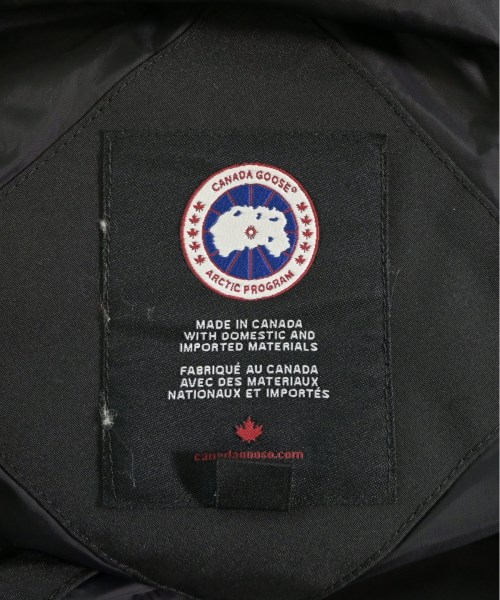 CANADA GOOSE®
ARCTIC PROGRAM
MADE IN CANADA
WITH DOMESTIC AND
IMPORTED MATERIALS
FABRIQUÉ AU CANADA
AVEC DES MATERIAUX
NATIONAUX ET IMPORTÉS
canadagoose.com